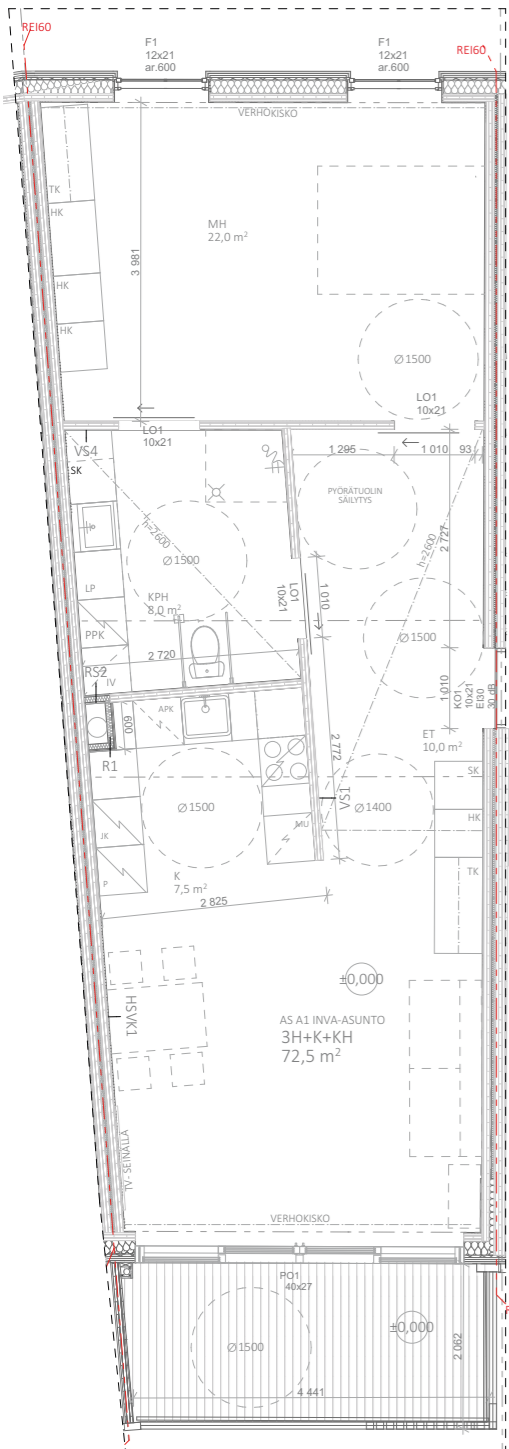 REI60
F1
12x21
ar.600
F1
12x21
ar.600
REI60
VERHOKISKO
TK
HK
HK
HK
MH
22,0 m²
3 981
Ø1500
LO1
10x21
LO1
10x21
VS4
SK
1 295
1 010
93
PYÖRÄTUOLIN
SÄILYTYS
h=2600
h=2600
2 727
Ø1500
LP
KPH
8,0 m²
LO1
10x21
1 010
Ø1500
PPK
2 720
RS2
IV
1 010
KO1
10x21
EI30
30 dB
ET
10,0 m²
600
APK
R1
2 772
VS1
SK
Ø1500
Ø1400
HK
JK
MU
P
K
7,5 m²
TK
2 825
±0,000
HSVK1
AS A1 INVA-ASUNTO
3H+K+KH
72,5 m²
TV- SEINÄLLÄ
VERHOKISKO
PO1
40x27
±0,000
Ø1500
2 062
4 441